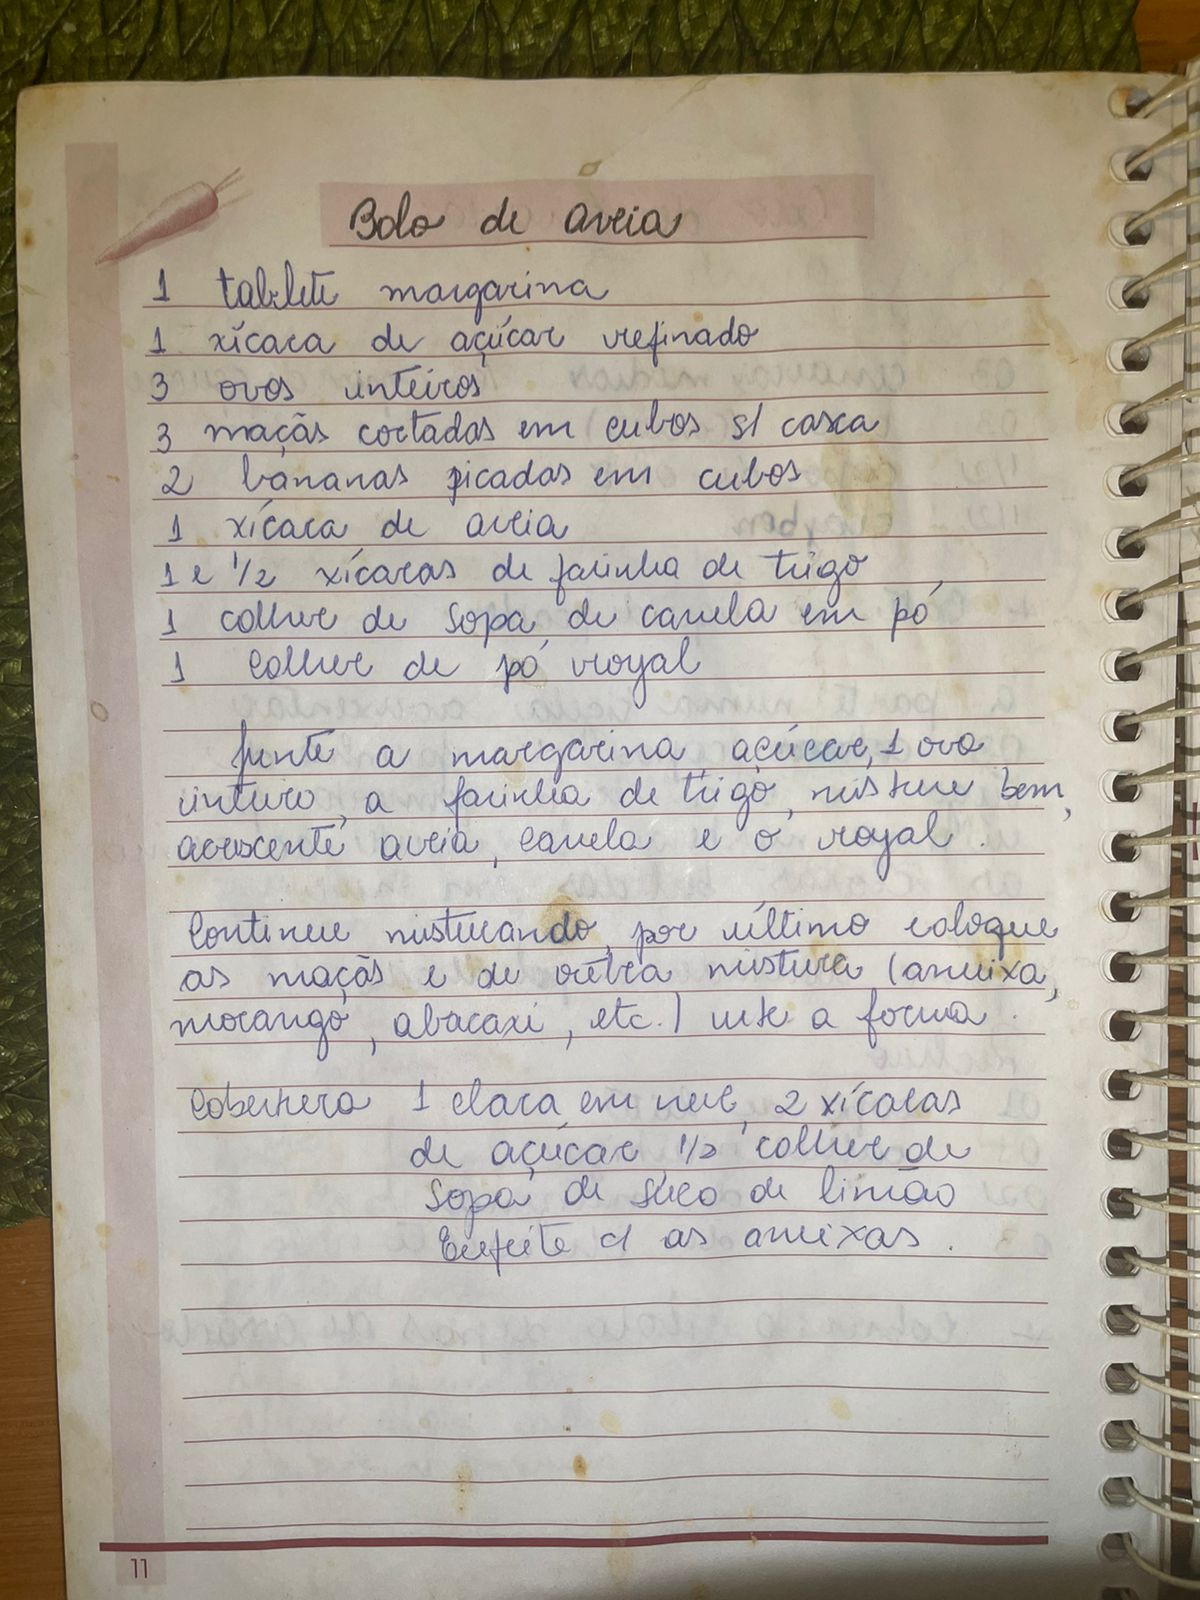 Bolo de aveia
1 tablete margarina
1 xícara de açúcar refinado
3 ovos inteiros
3 maçãs cortadas em cubos s/ casca
2 bananas picadas em cubos
1 xícara de aveia
1 e 1/2 xícaras de farinha de trigo
1 colher de sopa de canela em pó
1 colher de pó royal
Junte a margarina, açúcar, 1 ovo
inteiro, a farinha de trigo, misture bem,
acrescente aveia, canela e o royal.
Continue misturando, por último coloque
as maçãs e de outra mistura (ameixa,
morango, abacaxi, etc.) unte a forma.
Cobertura 1 clara em neve, 2 xícaras
de açúcar, 1/2 colher de
sopa de suco de limão
Enfeite c/ as ameixas.
11